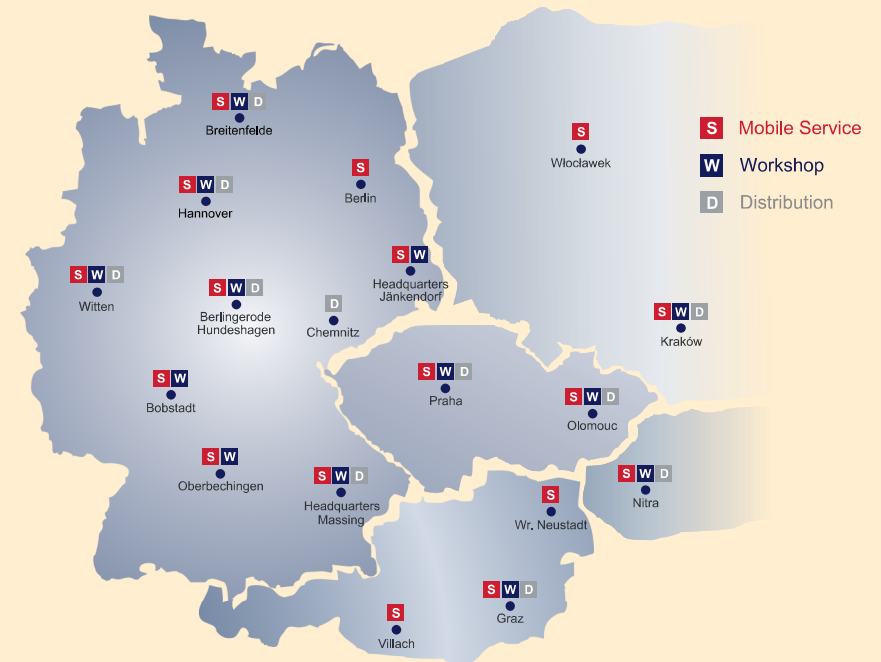 S W D
Breitenfelde
S
Włocławek
S Mobile Service
W Workshop
D Distribution
S W D
Hannover
S
Berlin
S W D
Witten
S W D
Berlingerode
Hundeshagen
S W
Headquarters
Jänkendorf
D
Chemnitz
S W D
Kraków
S W
Bobstadt
S W D
Praha
S W D
Olomouc
S W
Oberbechingen
S W D
Headquarters
Massing
S
Wr. Neustadt
S W D
Nitra
S
Villach
S W D
Graz